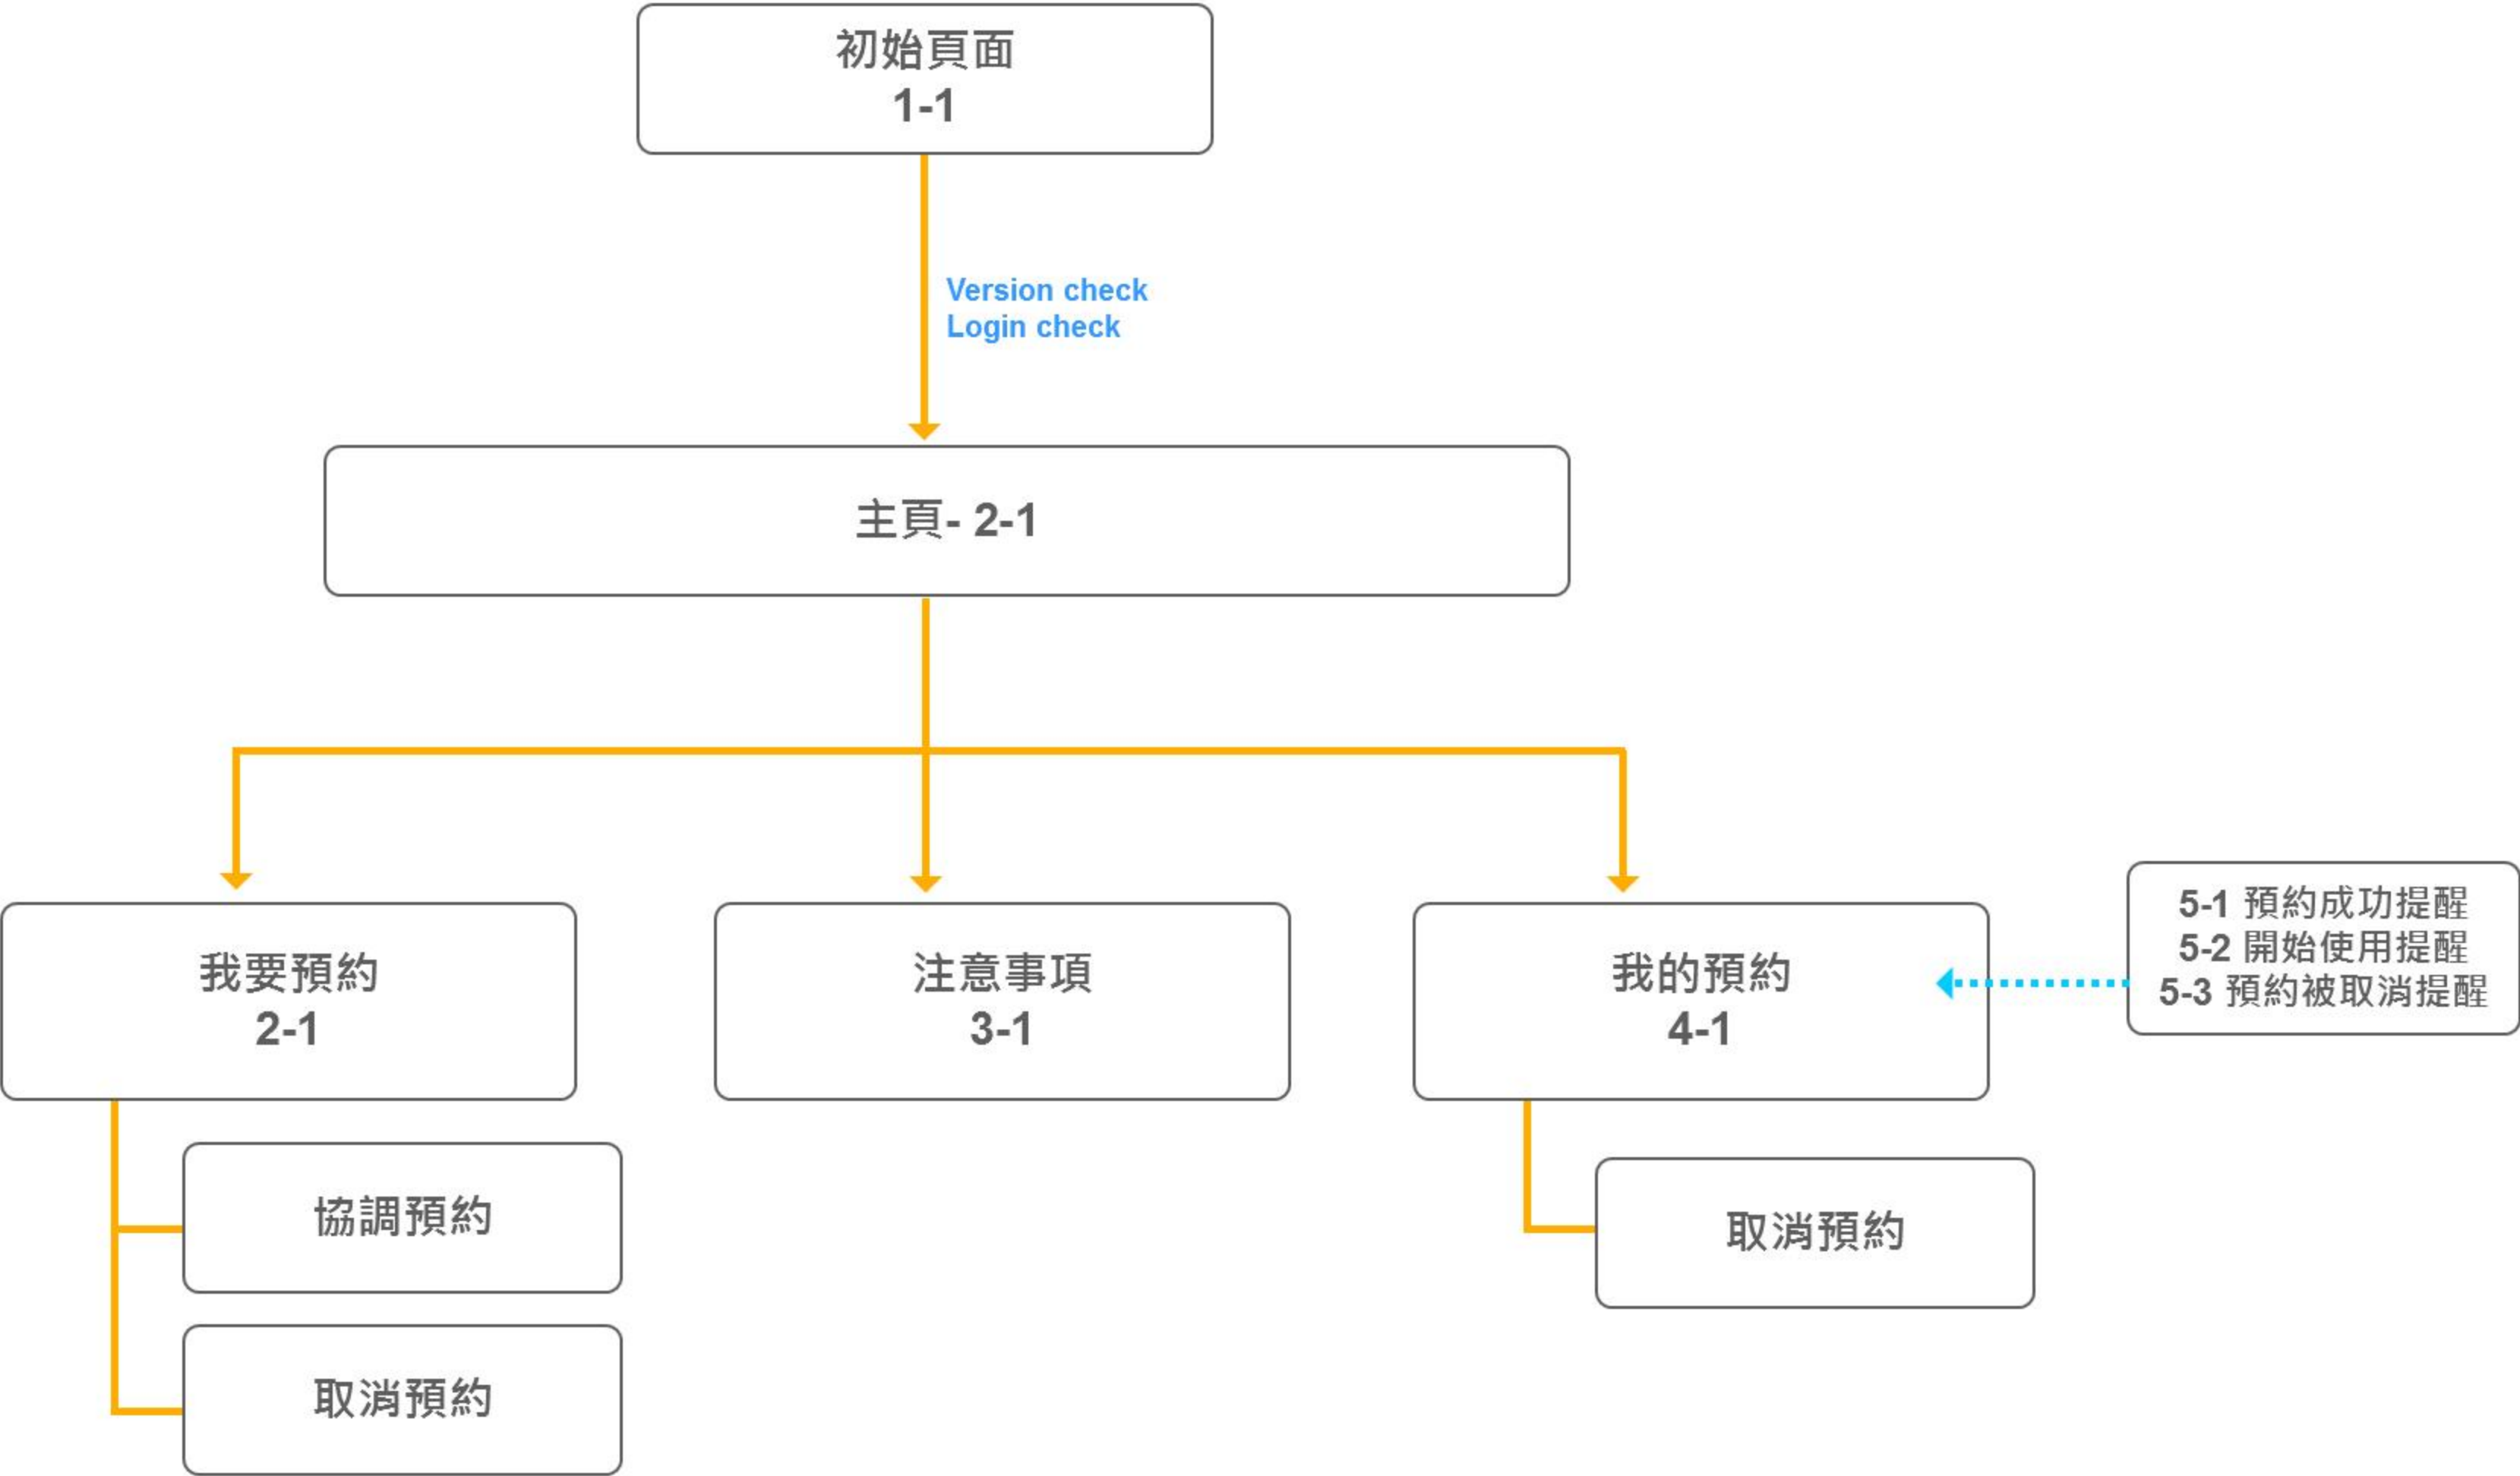 初始頁面
1-1
Version check
Login check
主頁- 2-1
我要預約
2-1
注意事項
3-1
我的預約
4-1
5-1 預約成功提醒
5-2 開始使用提醒
5-3 預約被取消提醒
協調預約
取消預約
取消預約